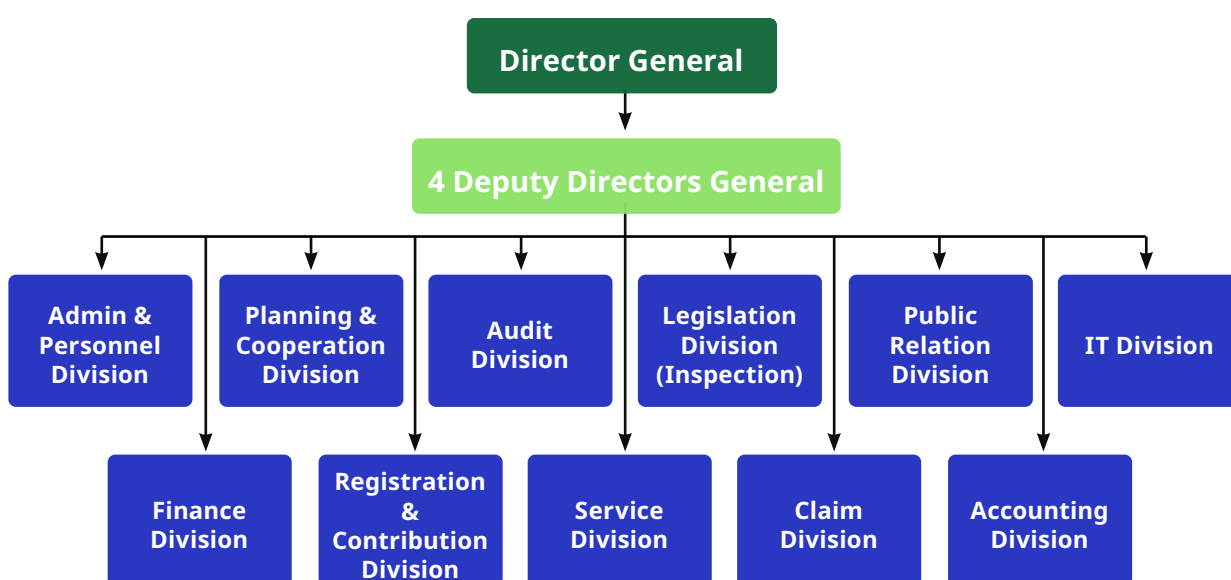 Director General
4 Deputy Directors General
Admin &
Personnel
Division
Planning &
Cooperation
Division
Audit
Division
Legislation
Division
(Inspection)
Public
Relation
Division
IT Division
Finance
Division
Registration
&
Contribution
Division
Service
Division
Claim
Division
Accounting
Division